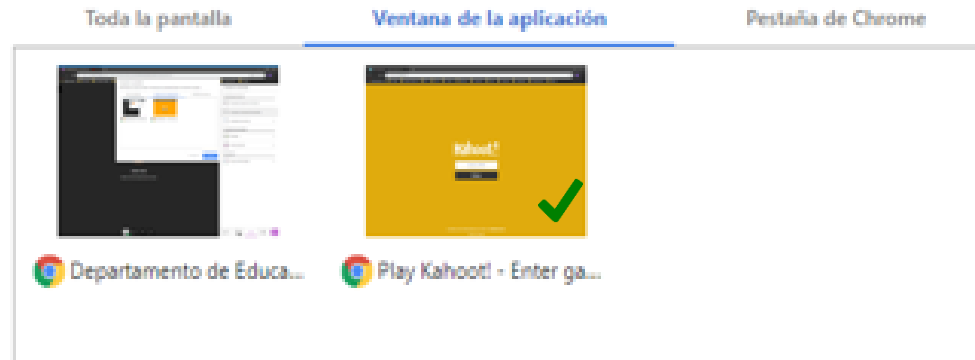 Toda la pantalla
Ventana de la aplicación
Pestaña de Chrome
Kahoot!
Departamento de Educa...
Play Kahoot! - Enter ga...